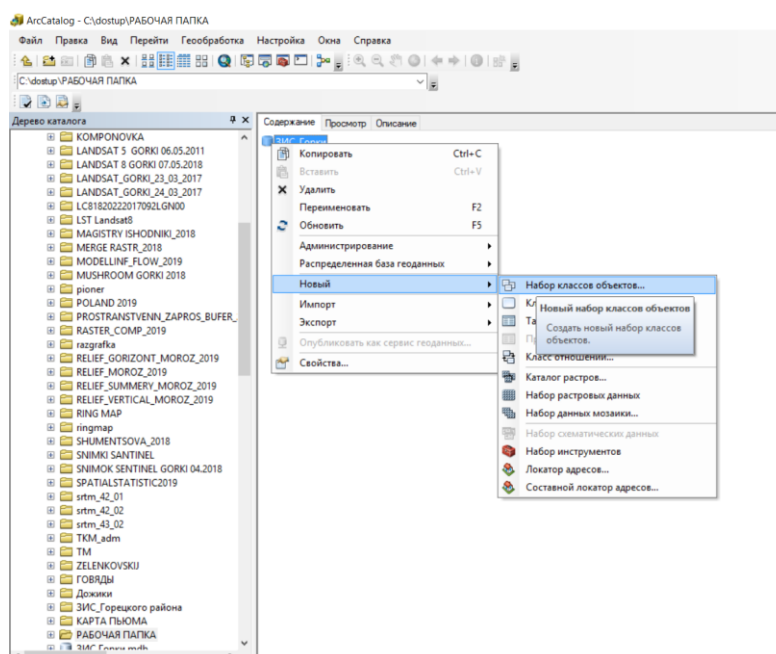 ArcCatalog - C:\dostup\РАБОЧАЯ ПАПКА
Файл Правка Вид Перейти Геообработка Настройка Окна Справка
C:\dostup\РАБОЧАЯ ПАПКА
Дерево каталога
KOMPONOVKA
LANDSAT 5 GORKI 06.05.2011
LANDSAT 8 GORKI 07.05.2018
LANDSAT_GORKI_23_03_2017
LANDSAT_GORKI_24_03_2017
LC81820222017092LGN00
LST Landsat8
MAGISTRY ISHODNIKI_2018
MERGE RASTR_2018
MODELLINF_FLOW_2019
MUSHROOM GORKI 2018
pioner
POLAND 2019
PROSTRANSTVENN_ZAPROS_BUFER_
RASTER_COMP_2019
razgrafka
RELIEF_GORIZONT_MOROZ_2019
RELIEF_MOROZ_2019
RELIEF_SUMMERY_MOROZ_2019
RELIEF_VERTICAL_MOROZ_2019
RING MAP
ringmap
SHUMENTSOVA_2018
SNIMKI SANTINEL
SNIMOK SENTINEL GORKI 04.2018
SPATIALSTATISTIC2019
srtm_42_01
srtm_42_02
srtm_43_02
TKM_adm
TM
ZELENKOVSKIJ
ГОВЯДЫ
Дожики
ЗИС_Горецкого района
КАРТА ПЬЮМА
РАБОЧАЯ ПАПКА
ЗИС Горки.mdb
Содержание Просмотр Описание
ЗИС Горки
Копировать Ctrl+C
Вставить Ctrl+V
Удалить
Переименовать F2
Обновить F5
Администрирование
Распределенная база геоданных
Новый
Импорт
Экспорт
Опубликовать как сервис геоданных...
Свойства...
Набор классов объектов...
Новый набор классов объектов
Создать новый набор классов
объектов.
Класс отношений...
Каталог растров...
Набор растровых данных
Набор данных мозаики...
Набор схематических данных
Набор инструментов
Локатор адресов...
Составной локатор адресов...